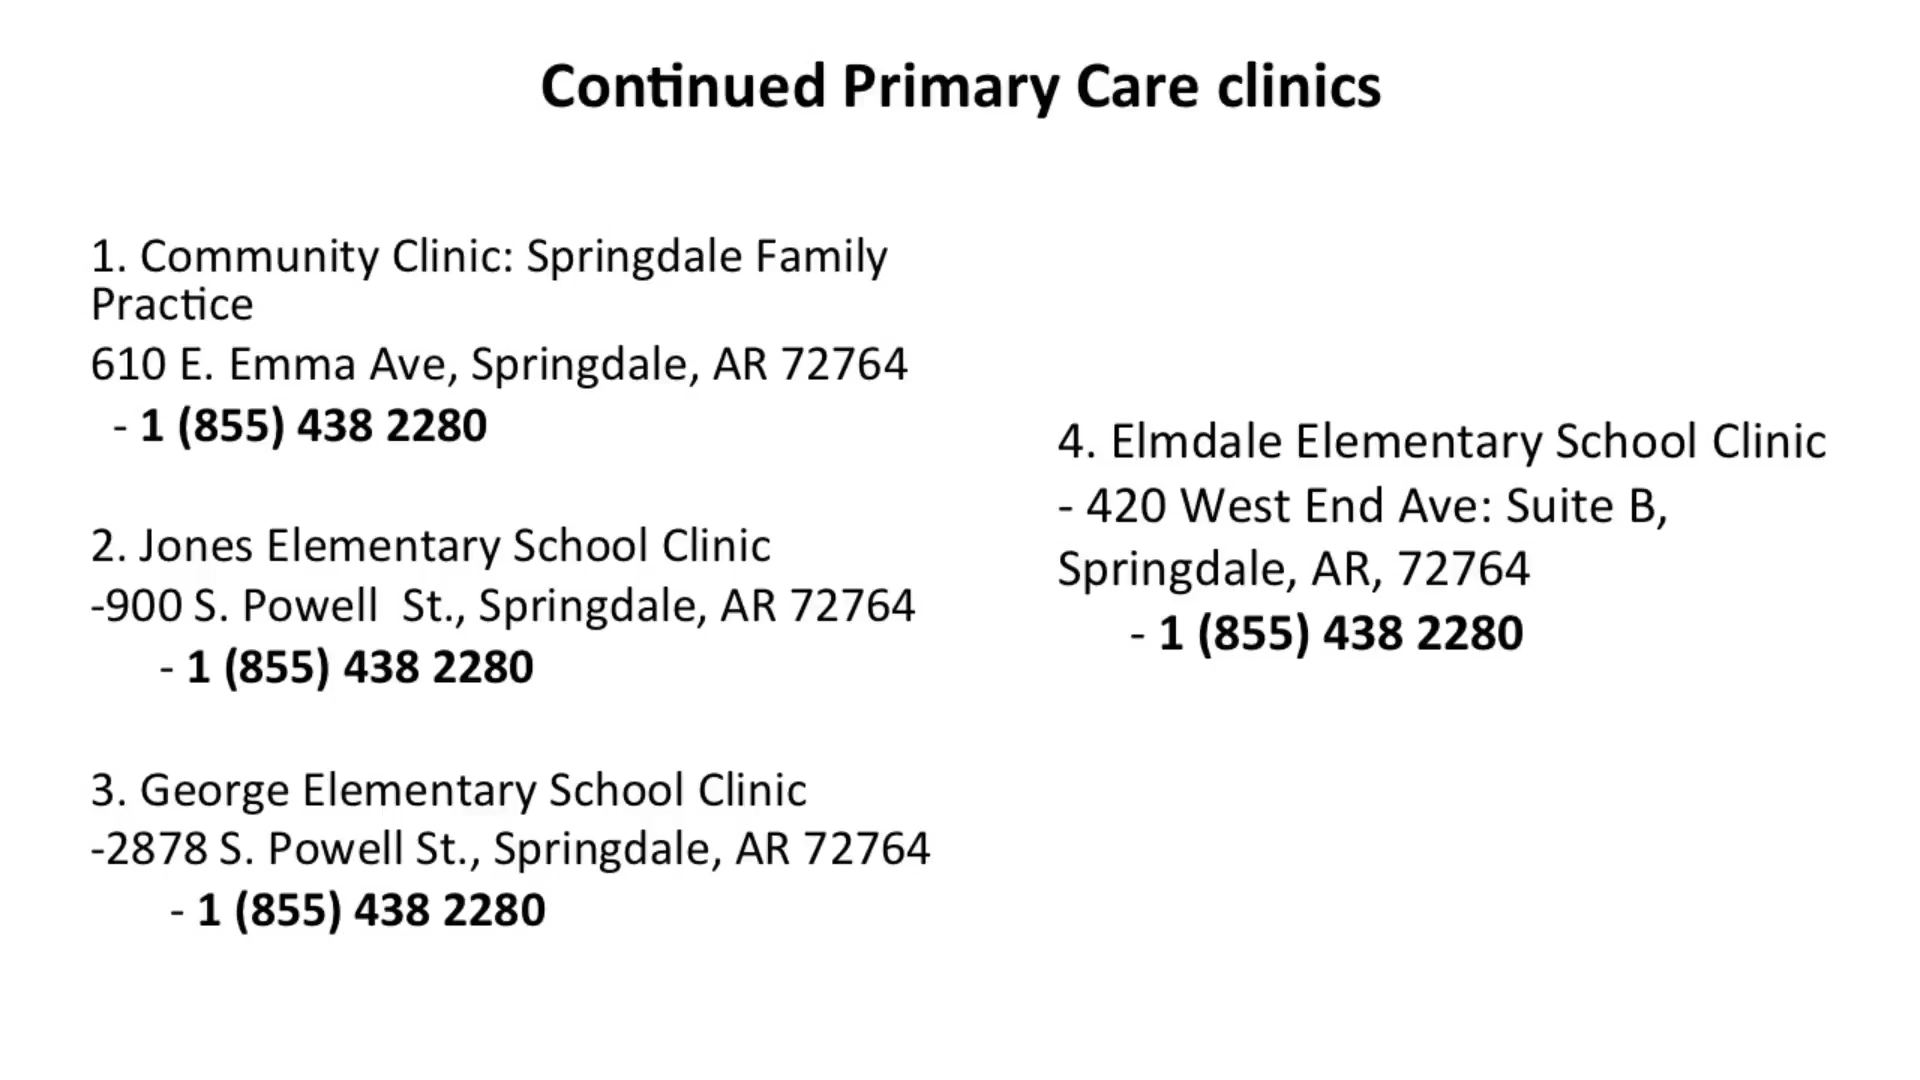 Continued Primary Care clinics
1. Community Clinic: Springdale Family
Practice
610 E. Emma Ave, Springdale, AR 72764
- 1 (855) 438 2280
2. Jones Elementary School Clinic
-900 S. Powell  St., Springdale, AR 72764
- 1 (855) 438 2280
3. George Elementary School Clinic
-2878 S. Powell St., Springdale, AR 72764
- 1 (855) 438 2280
4. Elmdale Elementary School Clinic
- 420 West End Ave: Suite B,
Springdale, AR, 72764
- 1 (855) 438 2280